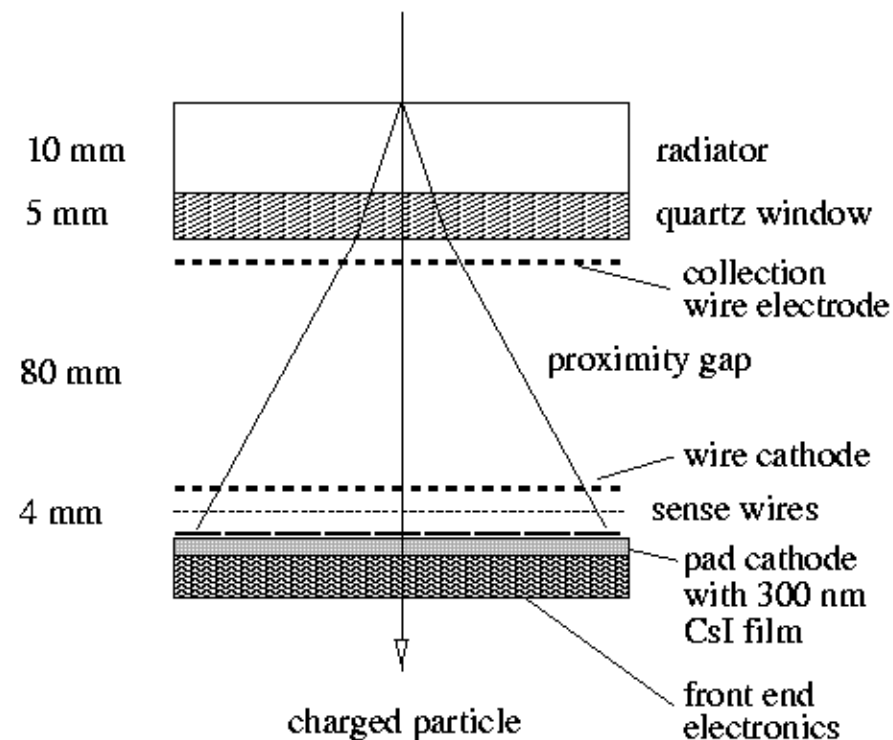 10 mm
radiator
5 mm
quartz window
collection
wire electrode
80 mm
proximity gap
wire cathode
4 mm
sense wires
pad cathode
with 300 nm
CsI film
front end
electronics
charged particle